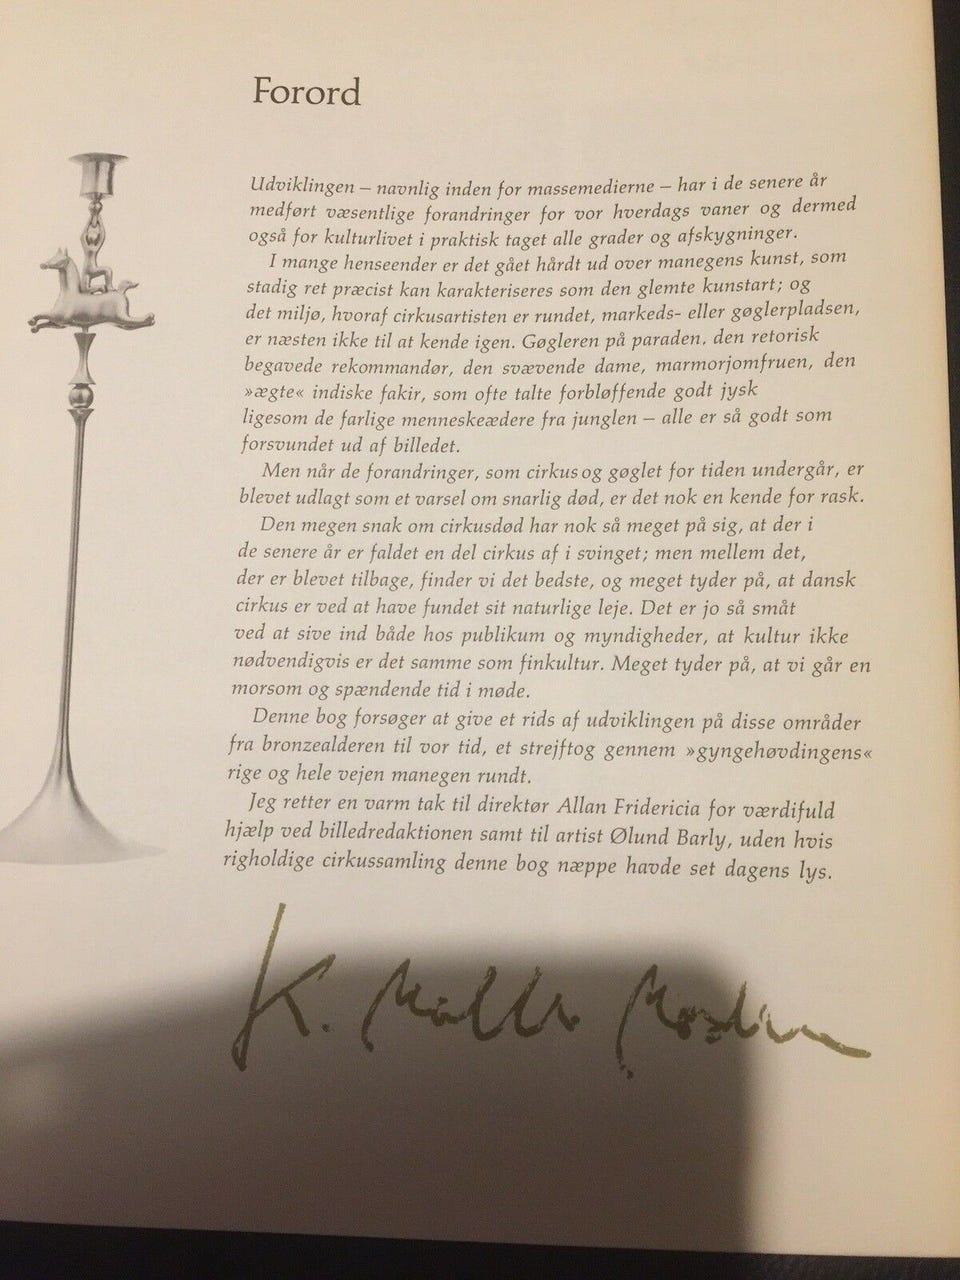 Forord
Udviklingen – navnlig inden for massemedierne – har i de senere år
medført væsentlige forandringer for vor hverdags vaner og dermed
også for kulturlivet i praktisk taget alle grader og afskygninger.
I mange henseender er det gået hårdt ud over manegens kunst, som
stadig ret præcist kan karakteriseres som den glemte kunstart; og
det miljø, hvoraf cirkusartisten er rundet, markeds- eller gøglerpladsen,
er næsten ikke til at kende igen. Gøgleren på paraden, den retorisk
begavede rekommandør, den svævende dame, marmorjomfruen, den
»ægte« indiske fakir, som ofte talte forbløffende godt jysk
ligesom de farlige menneskeædere fra junglen – alle er så godt som
forsvundet ud af billedet.
Men når de forandringer, som cirkus og gøglet for tiden undergår, er
blevet udlagt som et varsel om snarlig død, er det nok en kende for rask.
Den megen snak om cirkusdød har nok så meget på sig, at der i
de senere år er faldet en del cirkus af i svinget; men mellem det,
der er blevet tilbage, finder vi det bedste, og meget tyder på, at dansk
cirkus er ved at have fundet sit naturlige leje. Det er jo så småt
ved at sive ind både hos publikum og myndigheder, at kultur ikke
nødvendigvis er det samme som finkultur. Meget tyder på, at vi går en
morsom og spændende tid i møde.
Denne bog forsøger at give et rids af udviklingen på disse områder
fra bronzealderen til vor tid, et strejftog gennem »gyngehøvdingens«
rige og hele vejen manegen rundt.
Jeg retter en varm tak til direktør Allan Fridericia for værdifuld
hjælp ved billedredaktionen samt til artist Ølund Barly, uden hvis
righoldige cirkussamling denne bog næppe havde set dagens lys.
K.